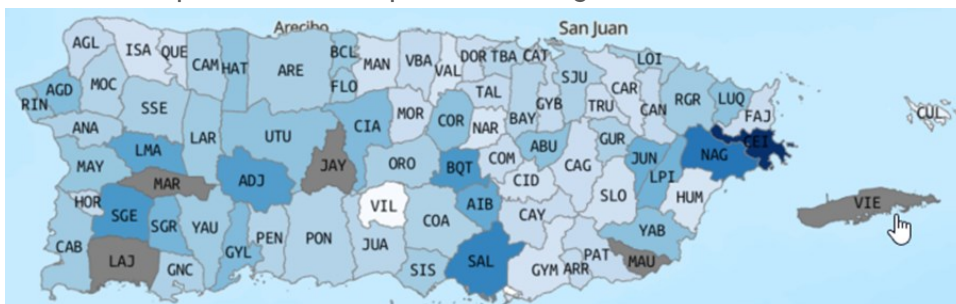 Arecibo San Juan
AGL ISA QUE CAM HAT ARE BCL MAN VBA VAL DOR TBA CAT SJU LOI
RIN AGD MOC FLO TAL GYB TRU CAR CAN RGR LUQ FAJ CUL
ANA SSE LAR UTU CIA MOR COR NAR BAY ABU GUR CEI
MAY LMA MAR ADJ JAY ORO BQT COM CID CAG JUN LPI NAG
HOR SGE SGR YAU VIL COA AIB CAY SLO HUM VIE
CAB LAJ GNC GYL PEN PON JUA SIS SAL GYM ARR PAT MAU YAB